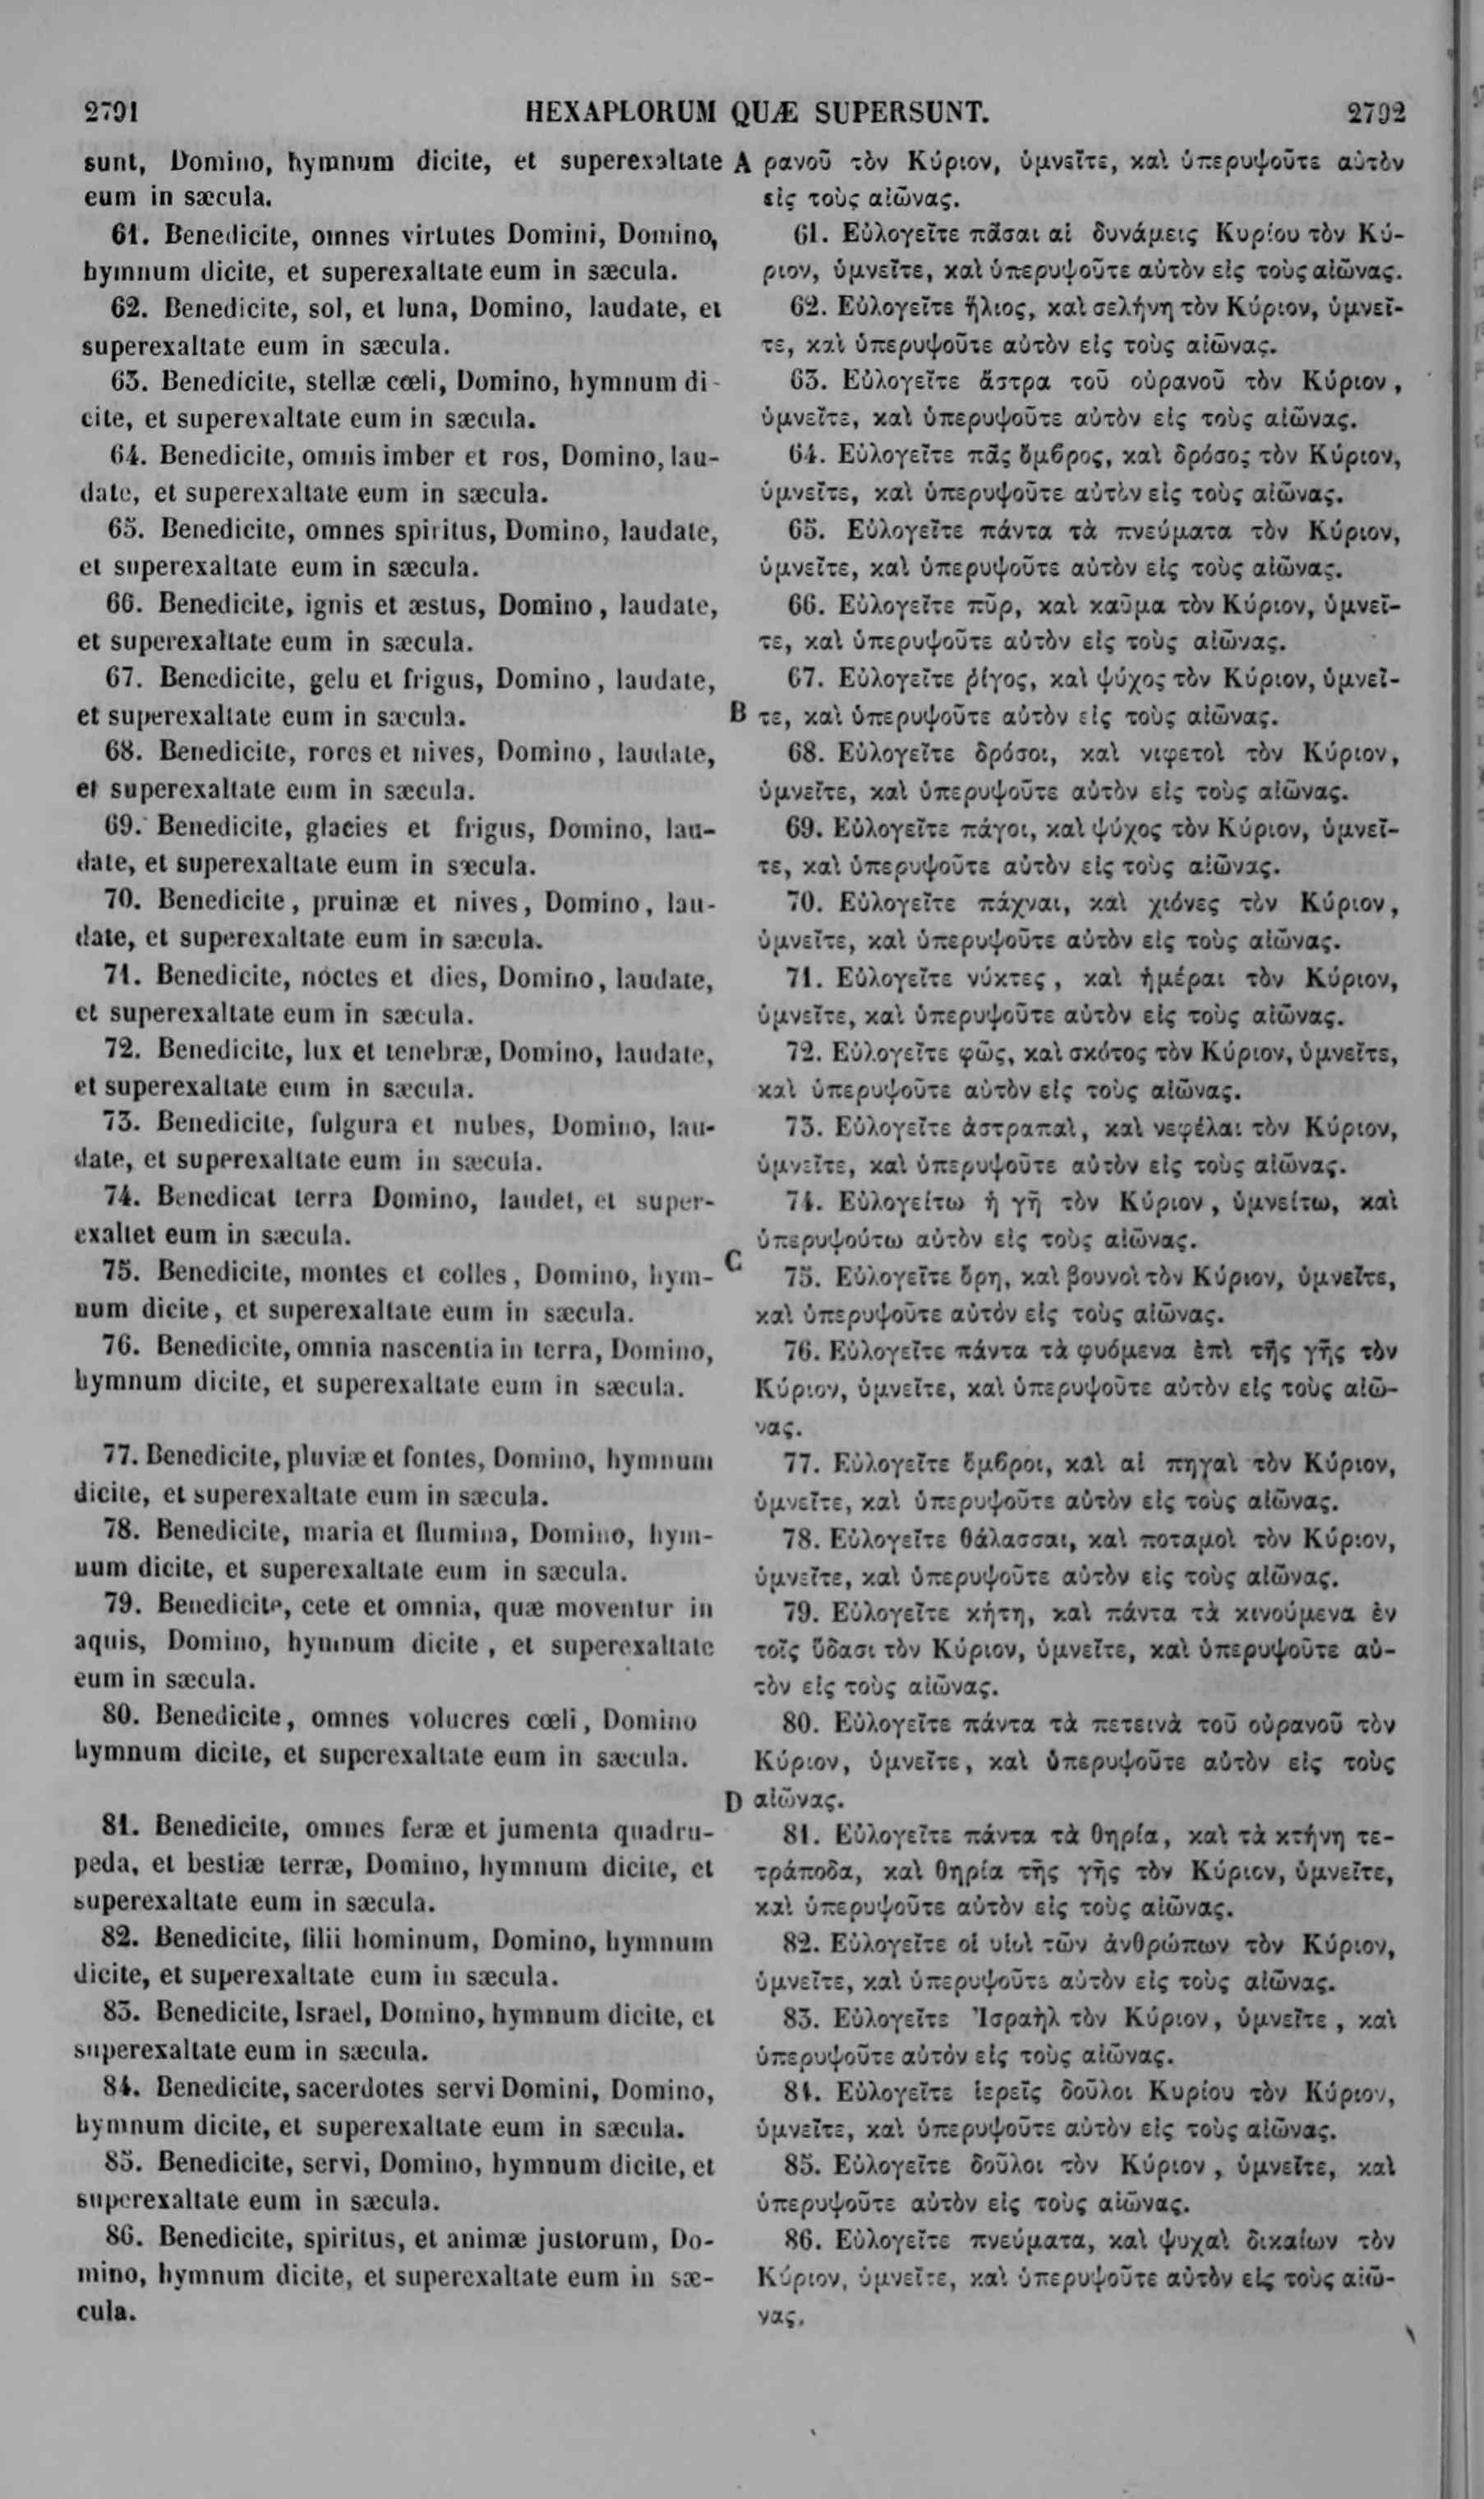 2791
HEXAPLORUM QUÆ SUPERSUNT.
2792
sunt, Domino, hymnum dicite, et superexaltate
eum in sæcula.
61. Benedicite, omnes virtutes Domini, Domino,
hymnum dicite, et superexaltate eum in sæcula.
62. Benedicite, sol, et luna, Domino, laudate, et
superexaltate eum in sæcula.
63. Benedicite, stellæ cœli, Domino, hymnum di-
cite, et superexaltate eum in sæcula.
64. Benedicite, omnis imber et ros, Domino, lau-
date, et superexaltate eum in sæcula.
65. Benedicite, omnes spiritus, Domino, laudate,
et superexaltate eum in sæcula.
66. Benedicite, ignis et æstus, Domino, laudate,
et superexaltate eum in sæcula.
67. Benedicite, gelu et frigus, Domino, laudate,
et superexaltate eum in sæcula.
68. Benedicite, rores et nives, Domino, laudate,
et superexaltate eum in sæcula.
69. Benedicite, glacies et frigus, Domino, lau-
date, et superexaltate eum in sæcula.
70. Benedicite, pruinæ et nives, Domino, lau-
date, et superexaltate eum in sæcula.
71. Benedicite, noctes et dies, Domino, laudate,
et superexaltate eum in sæcula.
72. Benedicite, lux et tenebræ, Domino, laudate,
et superexaltate eum in sæcula.
73. Benedicite, fulgura et nubes, Domino, lau-
date, et superexaltate eum in sæcula.
74. Benedicat terra Domino, laudet, et super-
exaltet eum in sæcula.
75. Benedicite, montes et colles, Domino, hym-
num dicite, et superexaltate eum in sæcula.
76. Benedicite, omnia nascentia in terra, Domino,
hymnum dicite, et superexaltate eum in sæcula.
77. Benedicite, pluviæ et fontes, Domino, hymnum
dicite, et superexaltate eum in sæcula.
78. Benedicite, maria et flumina, Domino, hym-
num dicite, et superexaltate eum in sæcula.
79. Benedicite, cete et omnia, quæ moventur in
aquis, Domino, hymnum dicite, et superexaltate
eum in sæcula.
80. Benedicite, omnes volucres cœli, Domino
hymnum dicite, et superexaltate eum in sæcula.
81. Benedicite, omnes feræ et jumenta quadru-
peda, et bestiæ terræ, Domino, hymnum dicite, et
superexaltate eum in sæcula.
82. Benedicite, filii hominum, Domino, hymnum
dicite, et superexaltate eum in sæcula.
83. Benedicite, Israel, Domino, hymnum dicite, et
superexaltate eum in sæcula.
84. Benedicite, sacerdotes servi Domini, Domino,
hymnum dicite, et superexaltate eum in sæcula.
85. Benedicite, servi, Domino, hymnum dicite, et
superexaltate eum in sæcula.
86. Benedicite, spiritus, et animæ justorum, Do-
mino, hymnum dicite, et superexaltate eum in sæ-
cula.
A
B
C
D
ρανοῦ τὸν Κύριον, ὑμνεῖτε, καὶ ὑπερυψοῦτε αὐτὸν
εἰς τοὺς αἰῶνας.
61. Εὐλογεῖτε πᾶσαι αἱ δυνάμεις Κυρίου τὸν Κύ-
ριον, ὑμνεῖτε, καὶ ὑπερυψοῦτε αὐτὸν εἰς τοὺς αἰῶνας.
62. Εὐλογεῖτε ἥλιος, καὶ σελήνη τὸν Κύριον, ὑμνεῖ-
τε, καὶ ὑπερυψοῦτε αὐτὸν εἰς τοὺς αἰῶνας.
63. Εὐλογεῖτε ἄστρα τοῦ οὐρανοῦ τὸν Κύριον,
ὑμνεῖτε, καὶ ὑπερυψοῦτε αὐτὸν εἰς τοὺς αἰῶνας.
64. Εὐλογεῖτε πᾶς ὄμβρος, καὶ δρόσος τὸν Κύριον,
ὑμνεῖτε, καὶ ὑπερυψοῦτε αὐτὸν εἰς τοὺς αἰῶνας.
65. Εὐλογεῖτε πάντα τὰ πνεύματα τὸν Κύριον,
ὑμνεῖτε, καὶ ὑπερυψοῦτε αὐτὸν εἰς τοὺς αἰῶνας.
66. Εὐλογεῖτε πῦρ, καὶ καῦμα τὸν Κύριον, ὑμνεῖ-
τε, καὶ ὑπερυψοῦτε αὐτὸν εἰς τοὺς αἰῶνας.
67. Εὐλογεῖτε ῥίγος, καὶ ψύχος τὸν Κύριον, ὑμνεῖ-
τε, καὶ ὑπερυψοῦτε αὐτὸν εἰς τοὺς αἰῶνας.
68. Εὐλογεῖτε δρόσοι, καὶ νιφετοὶ τὸν Κύριον,
ὑμνεῖτε, καὶ ὑπερυψοῦτε αὐτὸν εἰς τοὺς αἰῶνας.
69. Εὐλογεῖτε πάγοι, καὶ ψύχος τὸν Κύριον, ὑμνεῖ-
τε, καὶ ὑπερυψοῦτε αὐτὸν εἰς τοὺς αἰῶνας.
70. Εὐλογεῖτε πάχναι, καὶ χιόνες τὸν Κύριον,
ὑμνεῖτε, καὶ ὑπερυψοῦτε αὐτὸν εἰς τοὺς αἰῶνας.
71. Εὐλογεῖτε νύκτες, καὶ ἡμέραι τὸν Κύριον,
ὑμνεῖτε, καὶ ὑπερυψοῦτε αὐτὸν εἰς τοὺς αἰῶνας.
72. Εὐλογεῖτε φῶς, καὶ σκότος τὸν Κύριον, ὑμνεῖτε,
καὶ ὑπερυψοῦτε αὐτὸν εἰς τοὺς αἰῶνας.
73. Εὐλογεῖτε ἀστραπαὶ, καὶ νεφέλαι τὸν Κύριον,
ὑμνεῖτε, καὶ ὑπερυψοῦτε αὐτὸν εἰς τοὺς αἰῶνας.
74. Εὐλογείτω ἡ γῆ τὸν Κύριον, ὑμνείτω, καὶ
ὑπερυψούτω αὐτὸν εἰς τοὺς αἰῶνας.
75. Εὐλογεῖτε ὄρη, καὶ βουνοὶ τὸν Κύριον, ὑμνεῖτε,
καὶ ὑπερυψοῦτε αὐτὸν εἰς τοὺς αἰῶνας.
76. Εὐλογεῖτε πάντα τὰ φυόμενα ἐπὶ τῆς γῆς τὸν
Κύριον, ὑμνεῖτε, καὶ ὑπερυψοῦτε αὐτὸν εἰς τοὺς αἰῶ-
νας.
77. Εὐλογεῖτε ὄμβροι, καὶ αἱ πηγαὶ τὸν Κύριον,
ὑμνεῖτε, καὶ ὑπερυψοῦτε αὐτὸν εἰς τοὺς αἰῶνας.
78. Εὐλογεῖτε θάλασσαι, καὶ ποταμοὶ τὸν Κύριον,
ὑμνεῖτε, καὶ ὑπερυψοῦτε αὐτὸν εἰς τοὺς αἰῶνας.
79. Εὐλογεῖτε κήτη, καὶ πάντα τὰ κινούμενα ἐν
τοῖς ὕδασι τὸν Κύριον, ὑμνεῖτε, καὶ ὑπερυψοῦτε αὐ-
τὸν εἰς τοὺς αἰῶνας.
80. Εὐλογεῖτε πάντα τὰ πετεινὰ τοῦ οὐρανοῦ τὸν
Κύριον, ὑμνεῖτε, καὶ ὑπερυψοῦτε αὐτὸν εἰς τοὺς
αἰῶνας.
81. Εὐλογεῖτε πάντα τὰ θηρία, καὶ τὰ κτήνη τε-
τράποδα, καὶ θηρία τῆς γῆς τὸν Κύριον, ὑμνεῖτε,
καὶ ὑπερυψοῦτε αὐτὸν εἰς τοὺς αἰῶνας.
82. Εὐλογεῖτε οἱ υἱοὶ τῶν ἀνθρώπων τὸν Κύριον,
ὑμνεῖτε, καὶ ὑπερυψοῦτε αὐτὸν εἰς τοὺς αἰῶνας.
83. Εὐλογεῖτε Ἰσραὴλ τὸν Κύριον, ὑμνεῖτε, καὶ
ὑπερυψοῦτε αὐτὸν εἰς τοὺς αἰῶνας.
84. Εὐλογεῖτε ἱερεῖς δοῦλοι Κυρίου τὸν Κύριον,
ὑμνεῖτε, καὶ ὑπερυψοῦτε αὐτὸν εἰς τοὺς αἰῶνας.
85. Εὐλογεῖτε δοῦλοι τὸν Κύριον, ὑμνεῖτε, καὶ
ὑπερυψοῦτε αὐτὸν εἰς τοὺς αἰῶνας.
86. Εὐλογεῖτε πνεύματα, καὶ ψυχαὶ δικαίων τὸν
Κύριον, ὑμνεῖτε, καὶ ὑπερυψοῦτε αὐτὸν εἰς τοὺς αἰῶ-
νας.